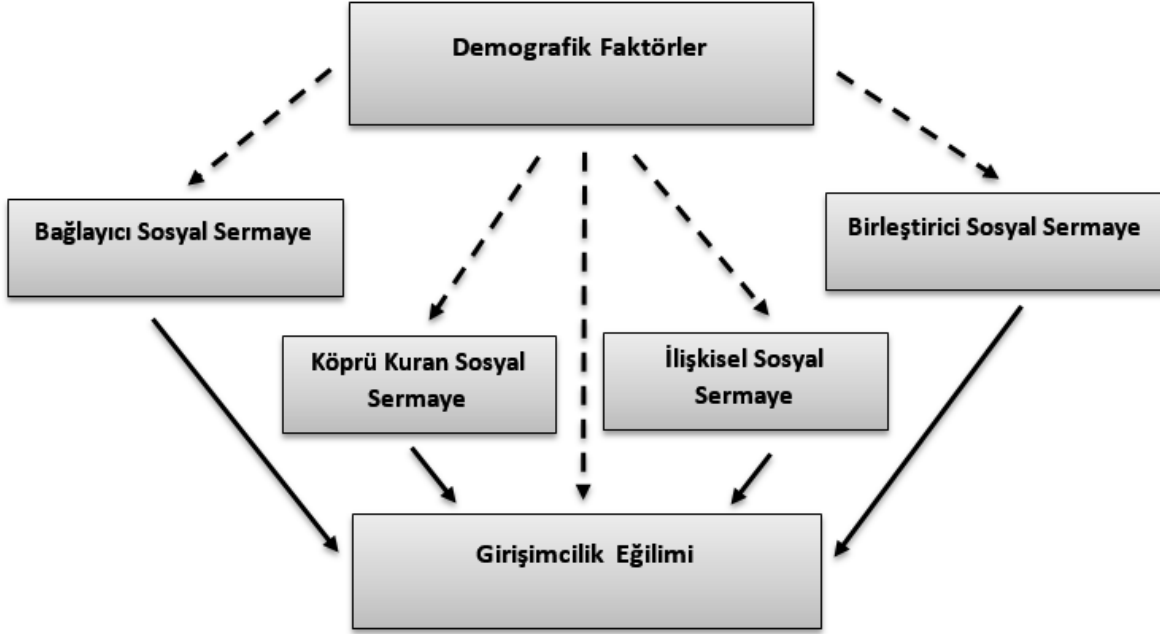 Demografik Faktörler
Bağlayıcı Sosyal Sermaye
Birleştirici Sosyal Sermaye
Köprü Kuran Sosyal
Sermaye
İlişkisel Sosyal
Sermaye
Girişimcilik Eğilimi